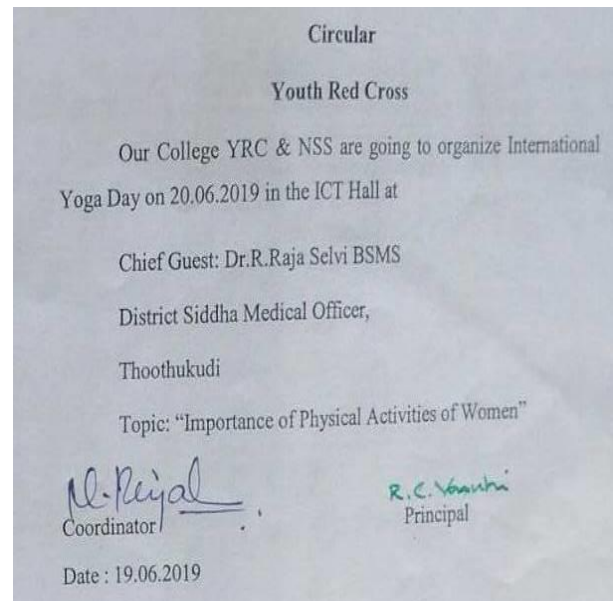 Circular
Youth Red Cross
Our College YRC & NSS are going to organize International
Yoga Day on 20.06.2019 in the ICT Hall at
Chief Guest: Dr.R.Raja Selvi BSMS
District Siddha Medical Officer,
Thoothukudi
Topic: “Importance of Physical Activities of Women”
R. C.
Coordinator
Principal
Date : 19.06.2019